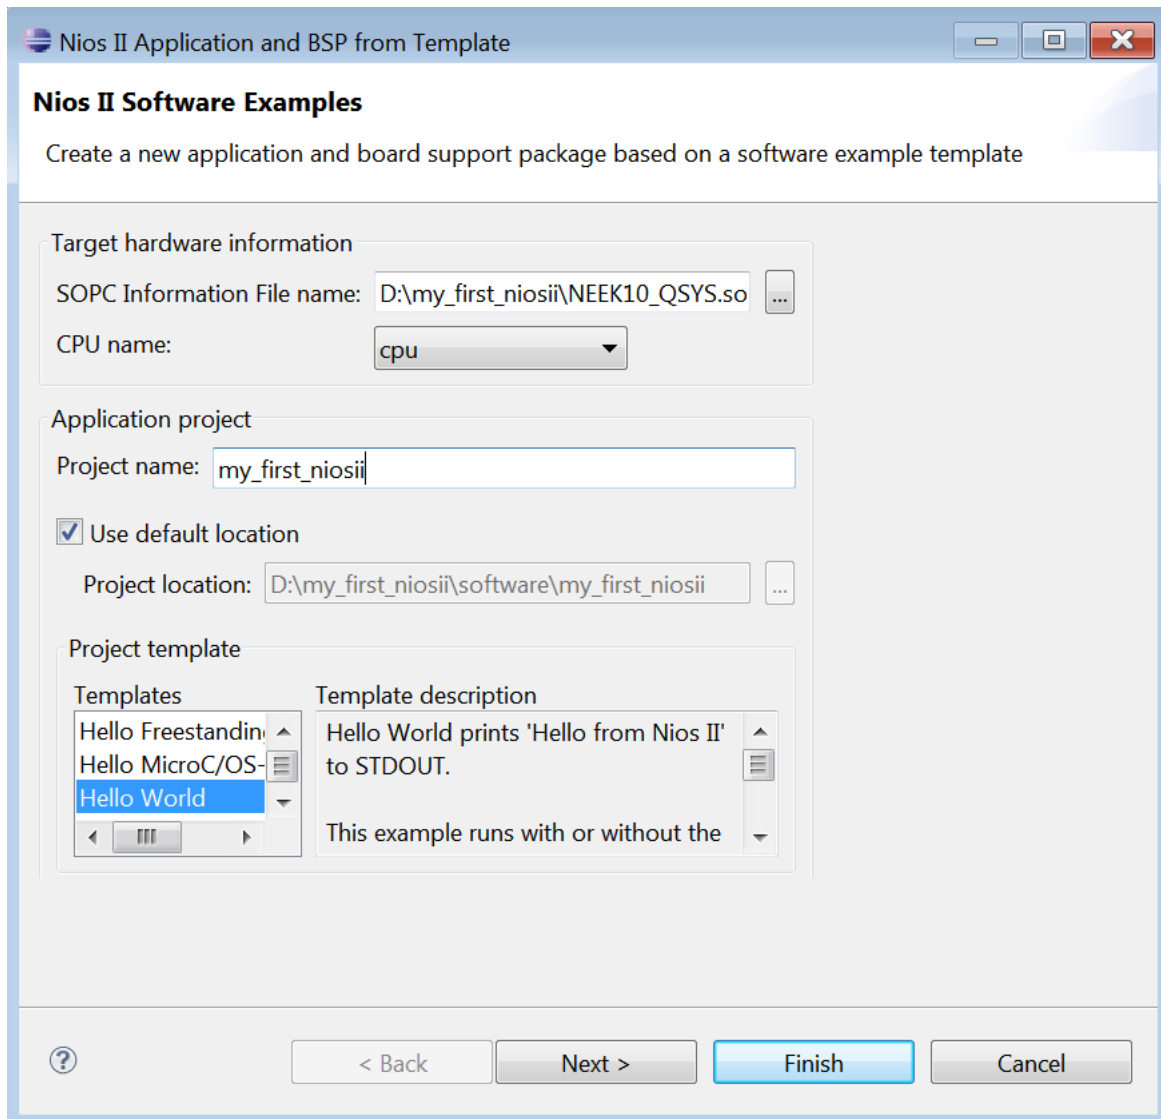 Nios II Application and BSP from Template
Nios II Software Examples
Create a new application and board support package based on a software example template
Target hardware information
SOPC Information File name: D:\my_first_niosii\NEEK10_QSYS.so ...
CPU name: cpu
Application project
Project name: my_first_niosii
Use default location
Project location: D:\my_first_niosii\software\my_first_niosii ...
Project template
Templates Template description
Hello Freestandin
Hello MicroC/OS-
Hello World
Hello World prints 'Hello from Nios II'
to STDOUT.
This example runs with or without the
? < Back Next > Finish Cancel